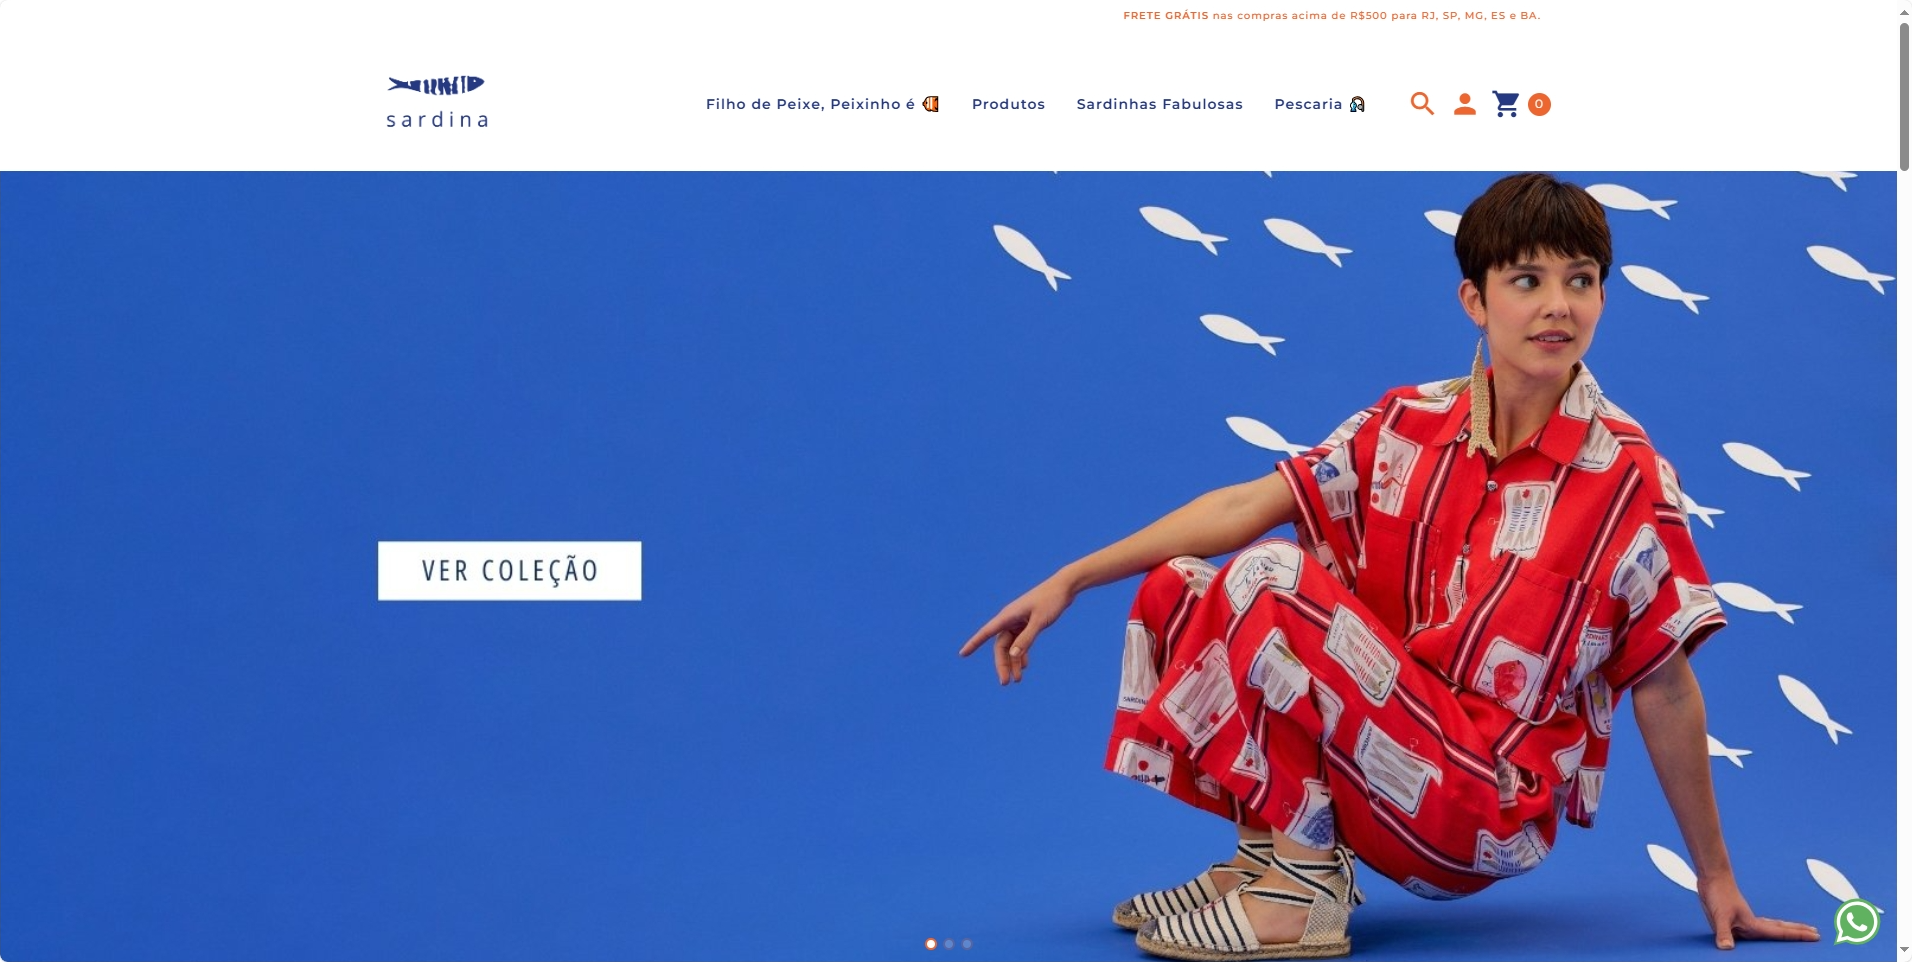 FRETE GRÁTIS nas compras acima de R$500 para RJ, SP, MG, ES e BA.
sardina
Filho de Peixe, Peixinho é
Produtos
Sardinhas Fabulosas
Pescaria
0
VER COLEÇÃO